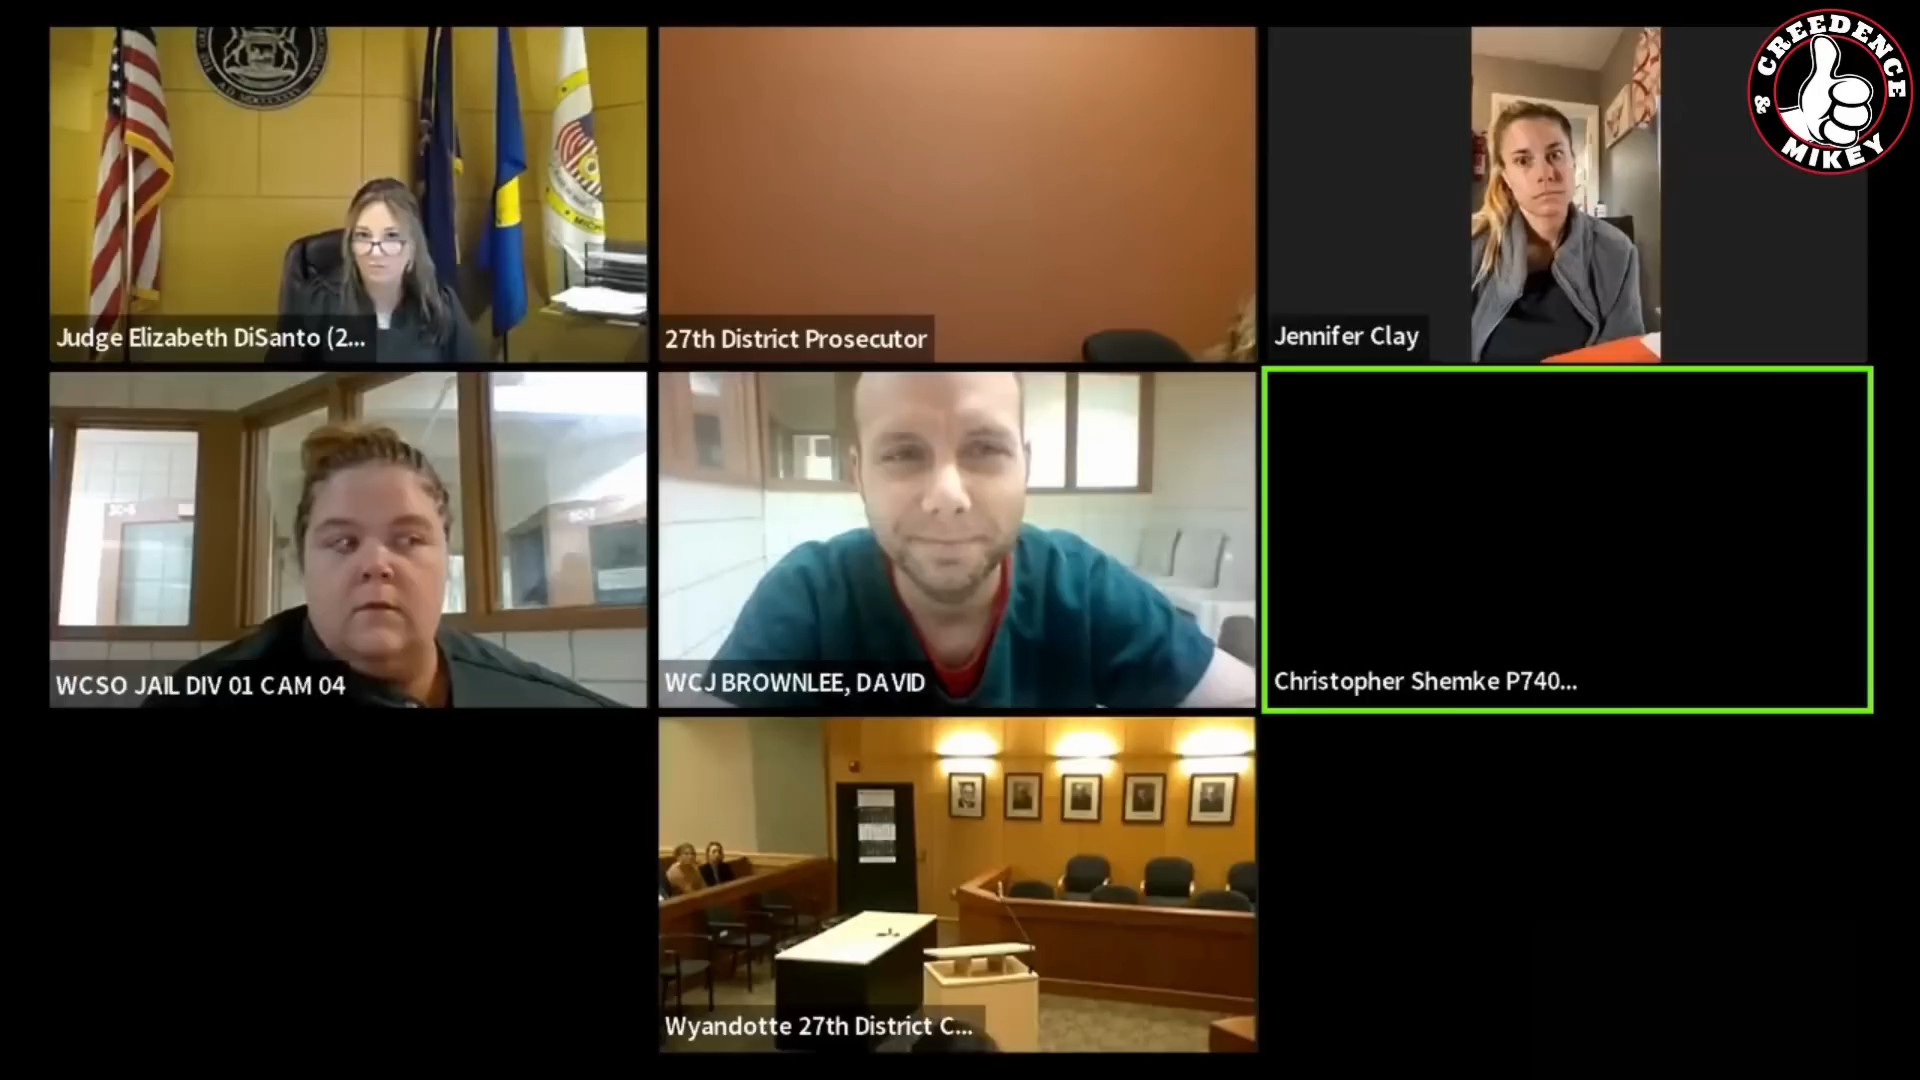 CREEDENCE
&
MIKEY
Judge Elizabeth DiSanto (2...
27th District Prosecutor
Jennifer Clay
WCSO JAIL DIV 01 CAM 04
WCJ BROWNLEE, DAVID
Christopher Shemke P740...
Wyandotte 27th District C...